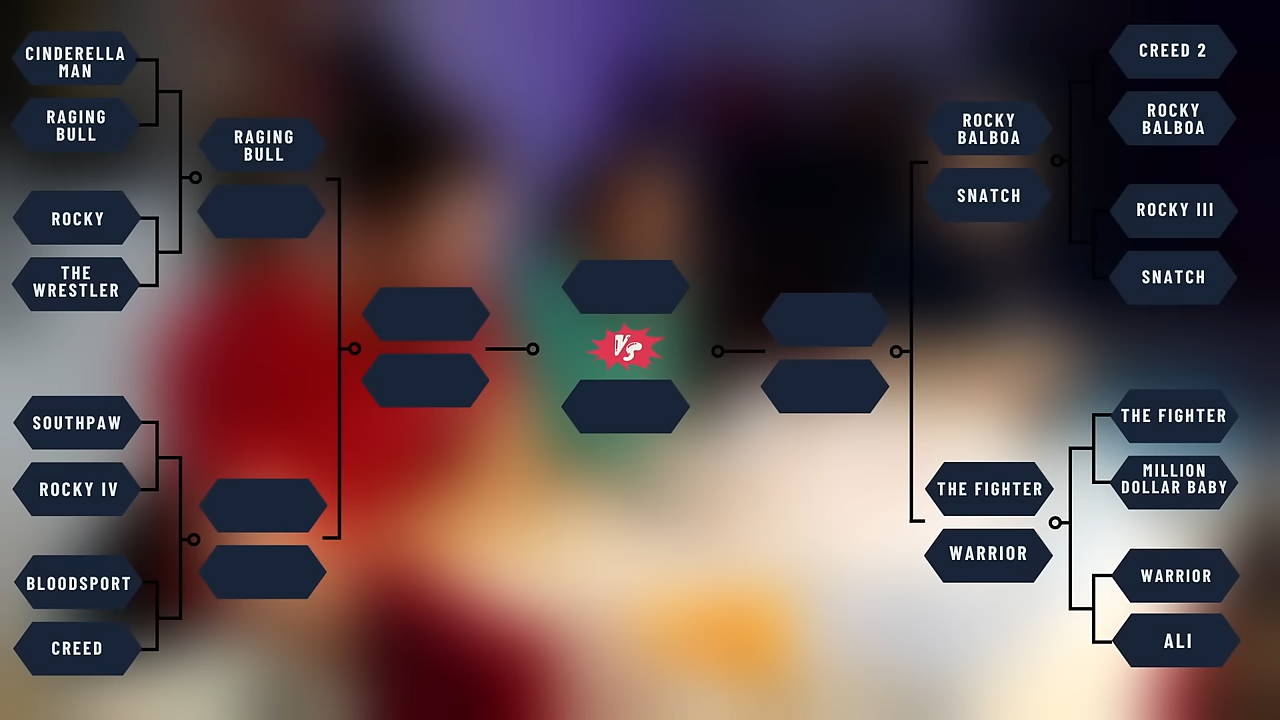 CINDERELLA
MAN
RAGING
BULL
ROCKY
THE
WRESTLER
SOUTHPAW
ROCKY IV
BLOODSPORT
CREED
RAGING
BULL
VS
ROCKY
BALBOA
SNATCH
THE FIGHTER
WARRIOR
CREED 2
ROCKY
BALBOA
ROCKY III
SNATCH
THE FIGHTER
MILLION
DOLLAR BABY
WARRIOR
ALI